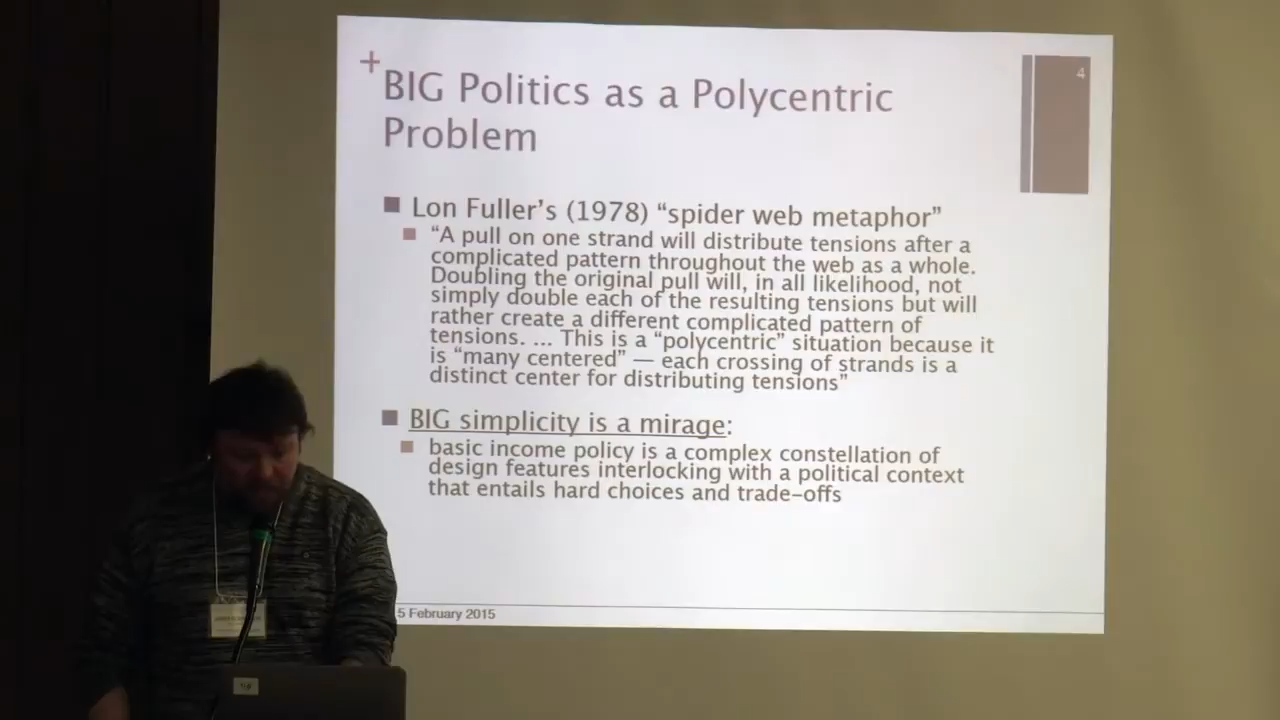 +
BIG Politics as a Polycentric
Problem
4
Lon Fuller's (1978) “spider web metaphor”
“A pull on one strand will distribute tensions after a
complicated pattern throughout the web as a whole.
Doubling the original pull will, in all likelihood, not
simply double each of the resulting tensions but will
rather create a different complicated pattern of
tensions. ... This is a “polycentric” situation because it
is “many centered” — each crossing of strands is a
distinct center for distributing tensions”
BIG simplicity is a mirage:
basic income policy is a complex constellation of
design features interlocking with a political context
that entails hard choices and trade-offs
5 February 2015